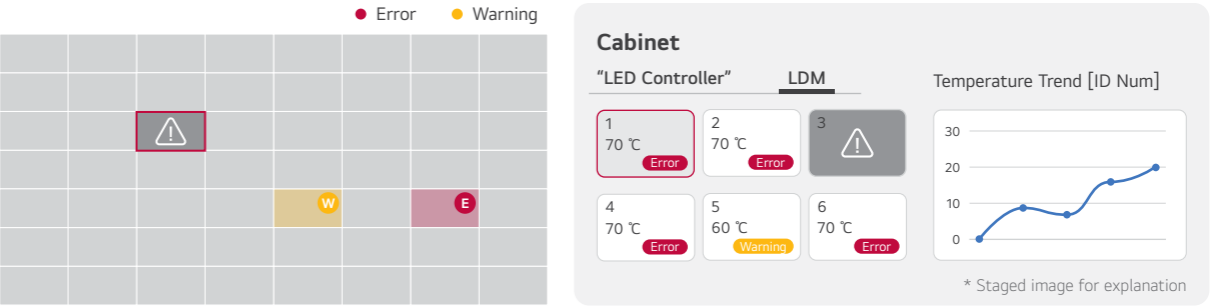 Error
Warning
W
E
Cabinet
“LED Controller”
LDM
Temperature Trend [ID Num]
1
70 ℃
Error
2
70 ℃
Error
3
4
70 ℃
Error
5
60 ℃
Warning
6
70 ℃
Error
30
20
10
0
* Staged image for explanation